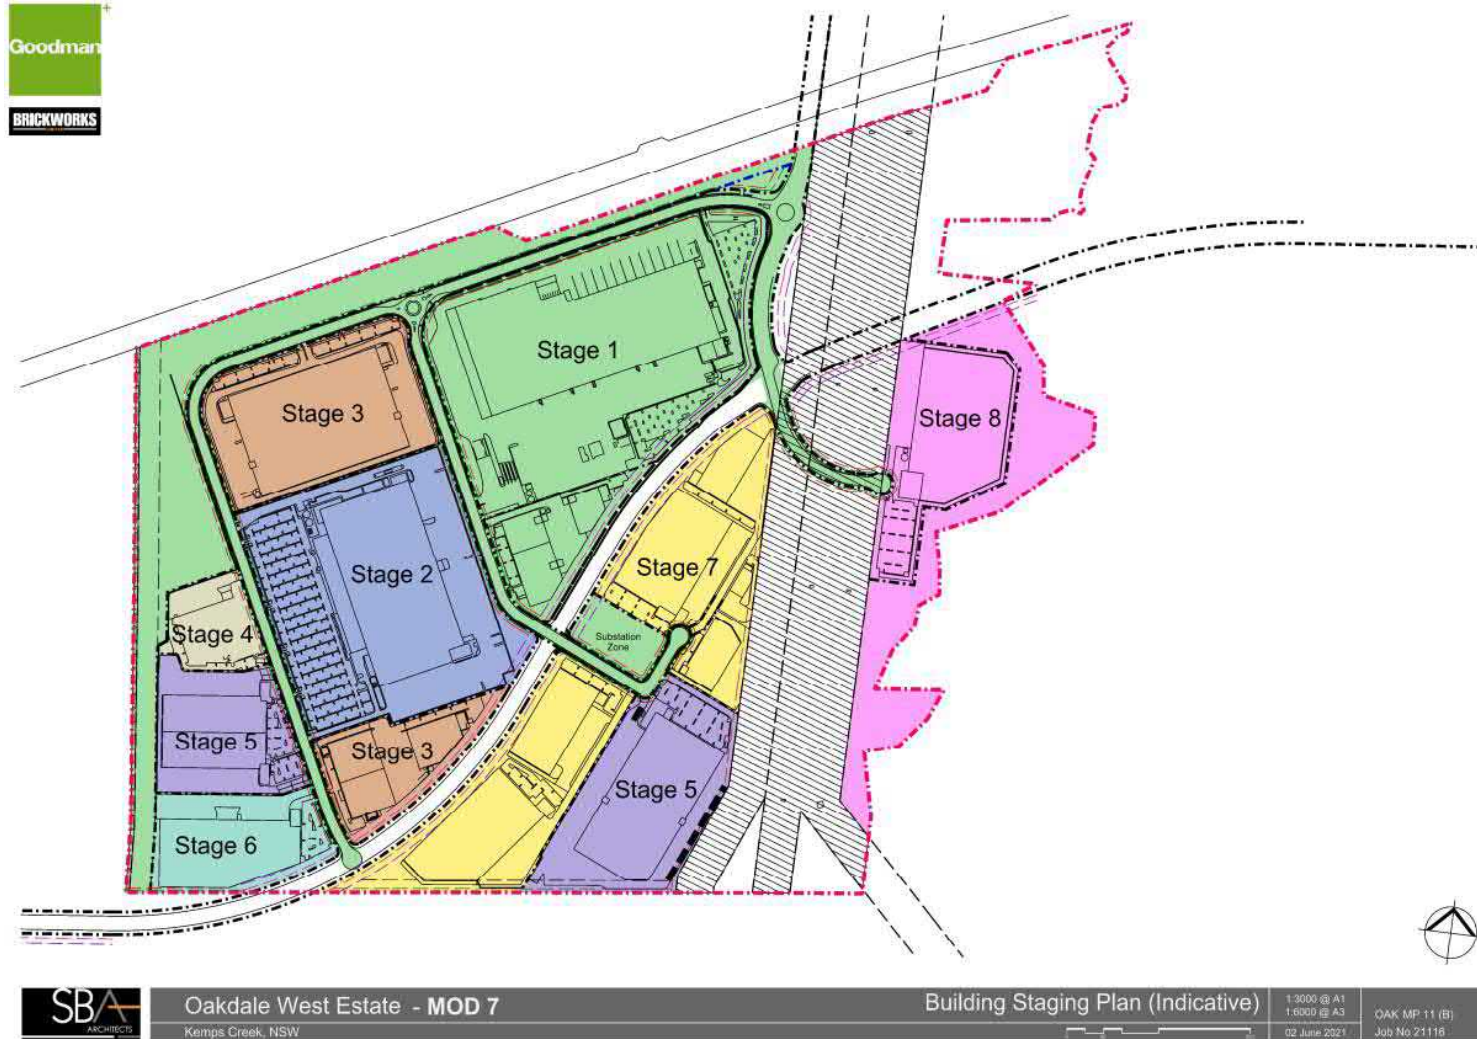 Goodman
BRICKWORKS
Stage 1
Stage 3
Stage 8
Stage 2
Stage 7
Stage 4
Substation
Zone
Stage 5
Stage 3
Stage 5
Stage 6
SBA
ARCHITECTS
Oakdale West Estate - MOD 7
Kemps Creek, NSW
Building Staging Plan (Indicative)
1:3000 @ A1
1:6000 @ A3
02 June 2021
OAK MP 11 (B)
Job No 21116